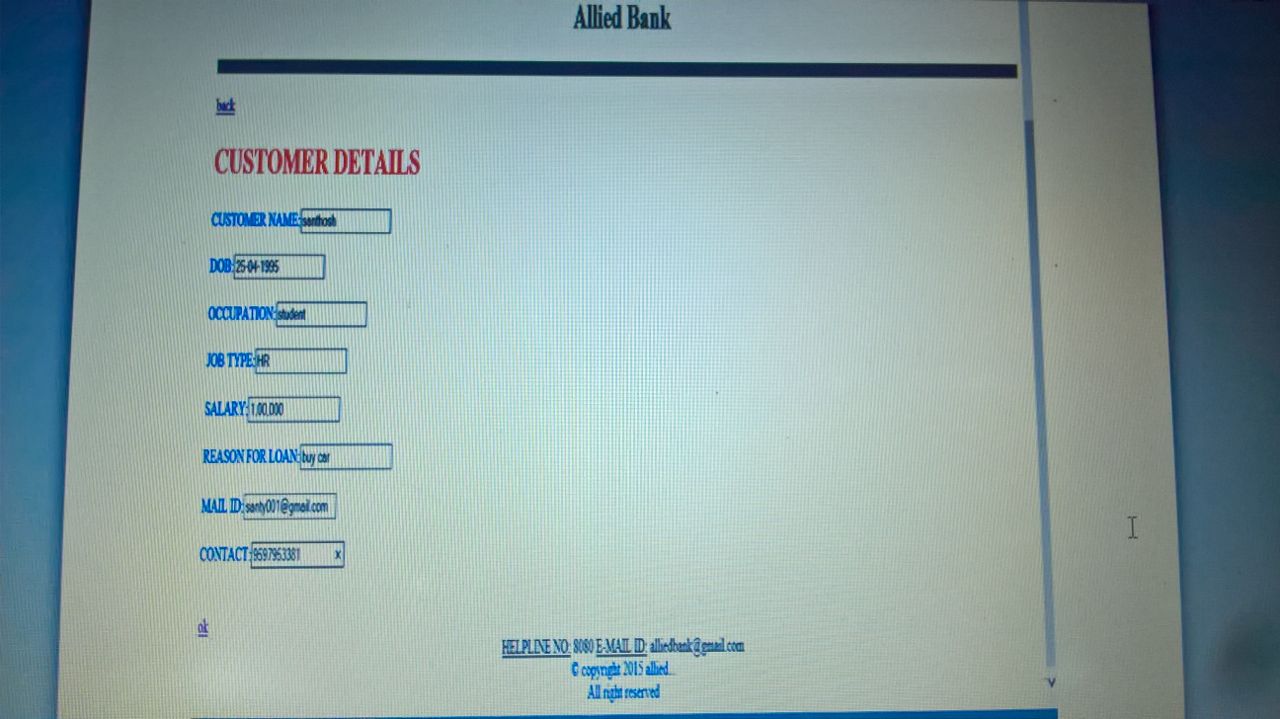 Allied Bank
back
CUSTOMER DETAILS
CUSTOMER NAME: santhosh
DOB: 25-04-1995
OCCUPATION: student
JOB TYPE: HR
SALARY: 1,00,000
REASON FOR LOAN: buy car
MAIL ID: santy001@gmail.com
CONTACT: 9597953381 x
ok
HELPLINE NO: 8080 E-MAIL ID: alliedbank@gmail.com
© copyright 2015 allied...
All right reserved